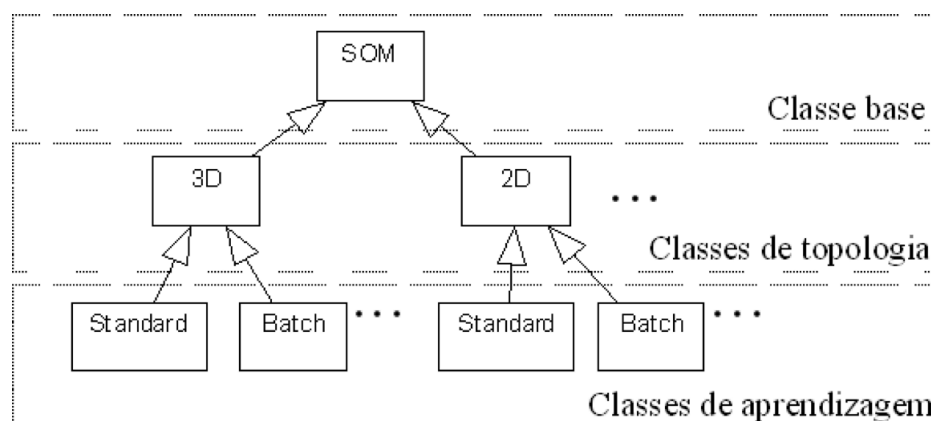 SOM
Classe base
3D
2D
...
Classes de topologia
Standard
Batch
...
Standard
Batch
...
Classes de aprendizagem